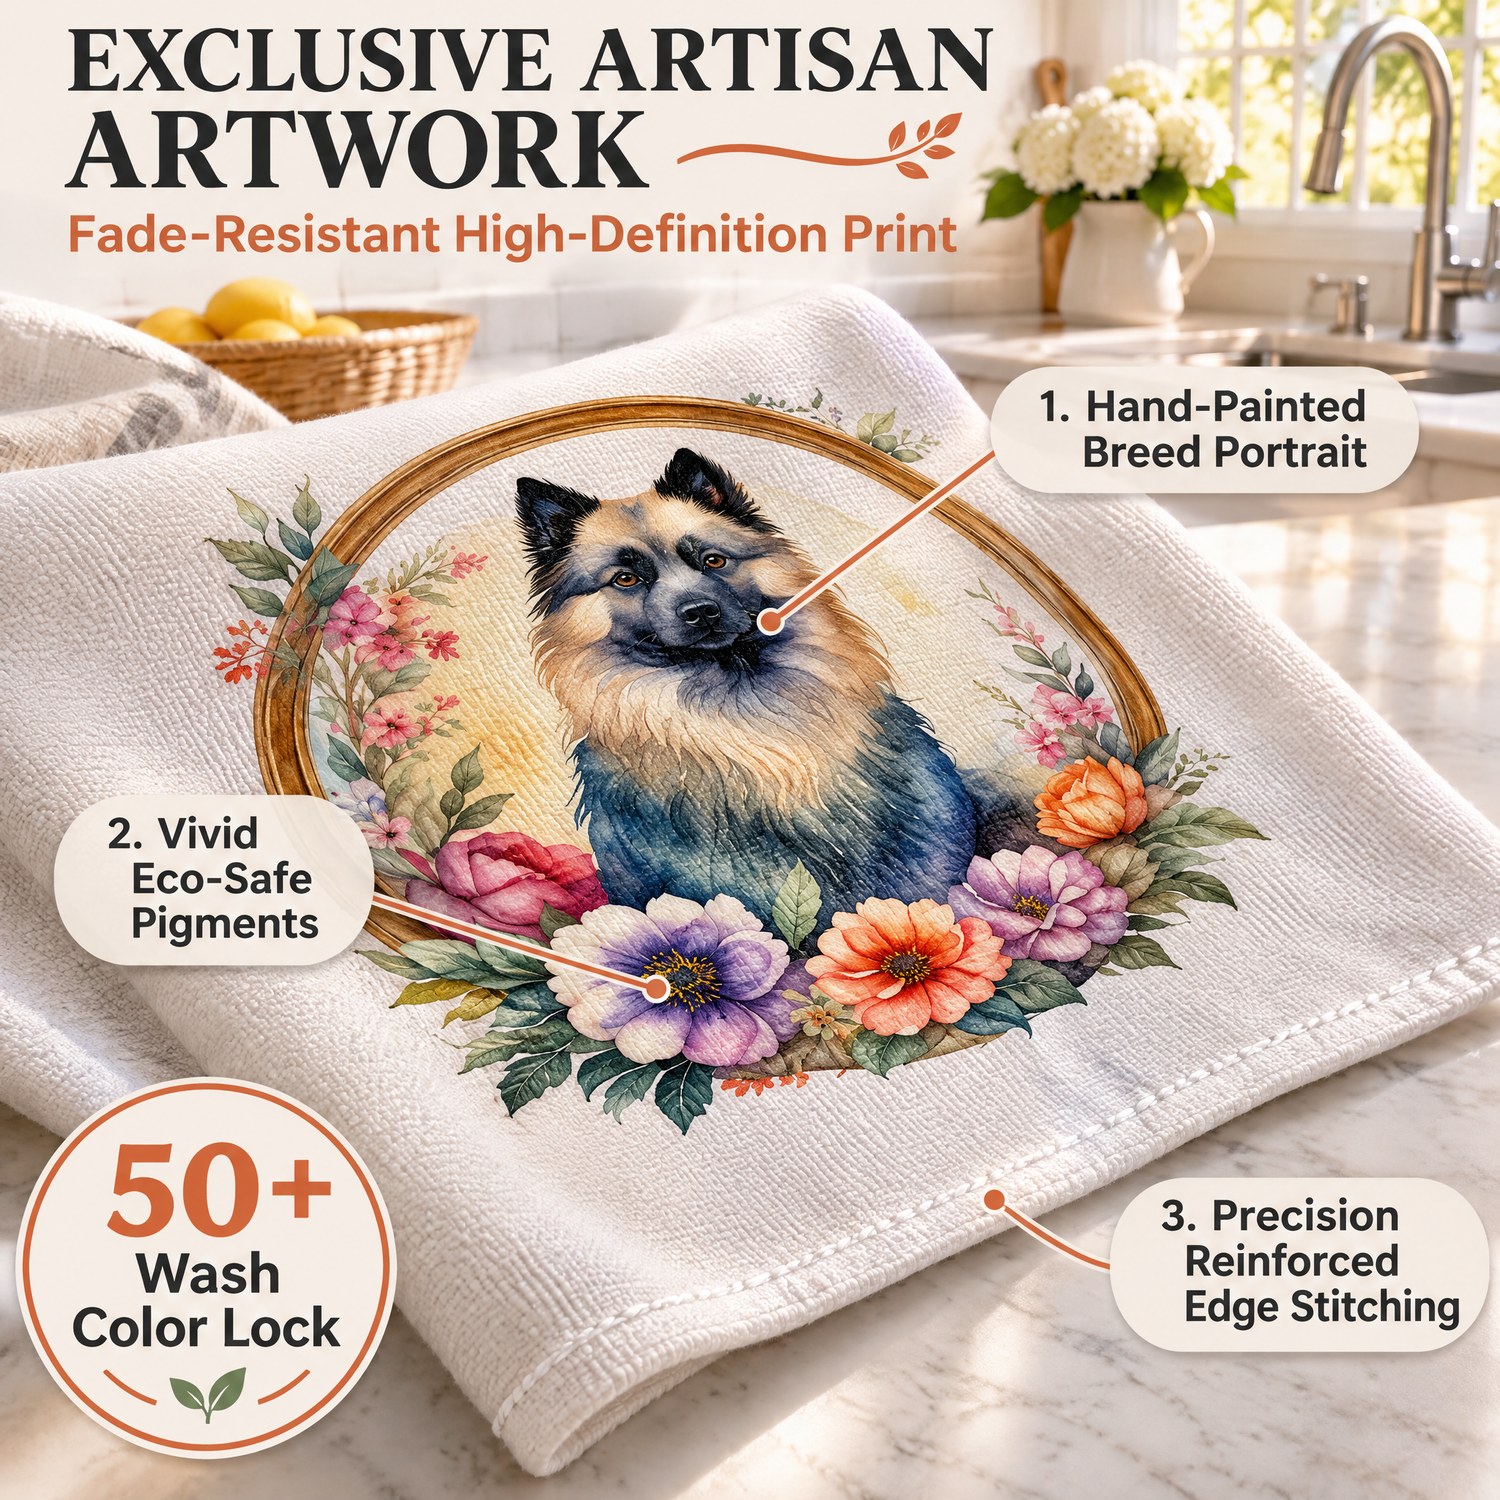 EXCLUSIVE ARTISAN
ARTWORK
Fade-Resistant High-Definition Print
1. Hand-Painted
Breed Portrait
2. Vivid
Eco-Safe
Pigments
50+
Wash
Color Lock
3. Precision
Reinforced
Edge Stitching